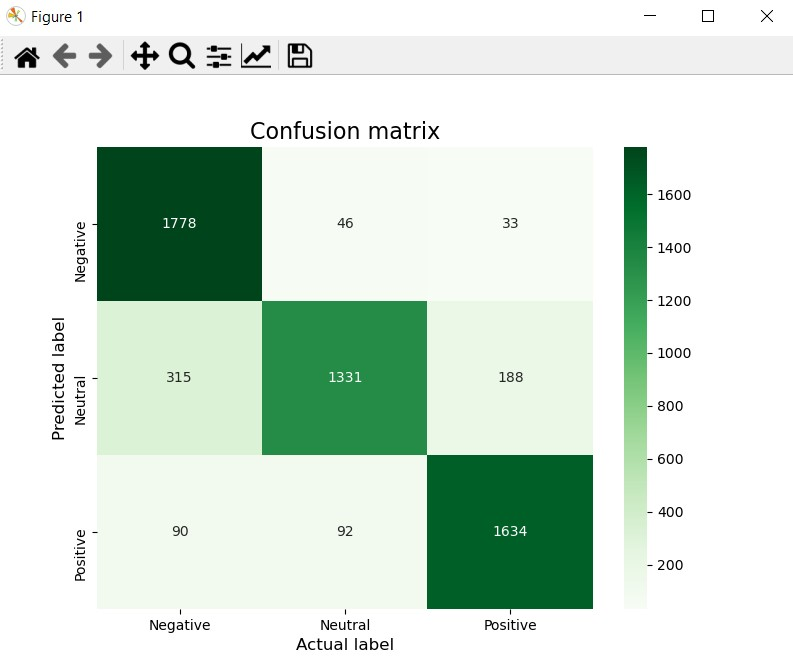 Figure 1
Confusion matrix
1778 46 33
315 1331 188
90 92 1634
Negative
Neutral
Positive
Predicted label
Negative Neutral Positive
Actual label
1600
1400
1200
1000
800
600
400
200